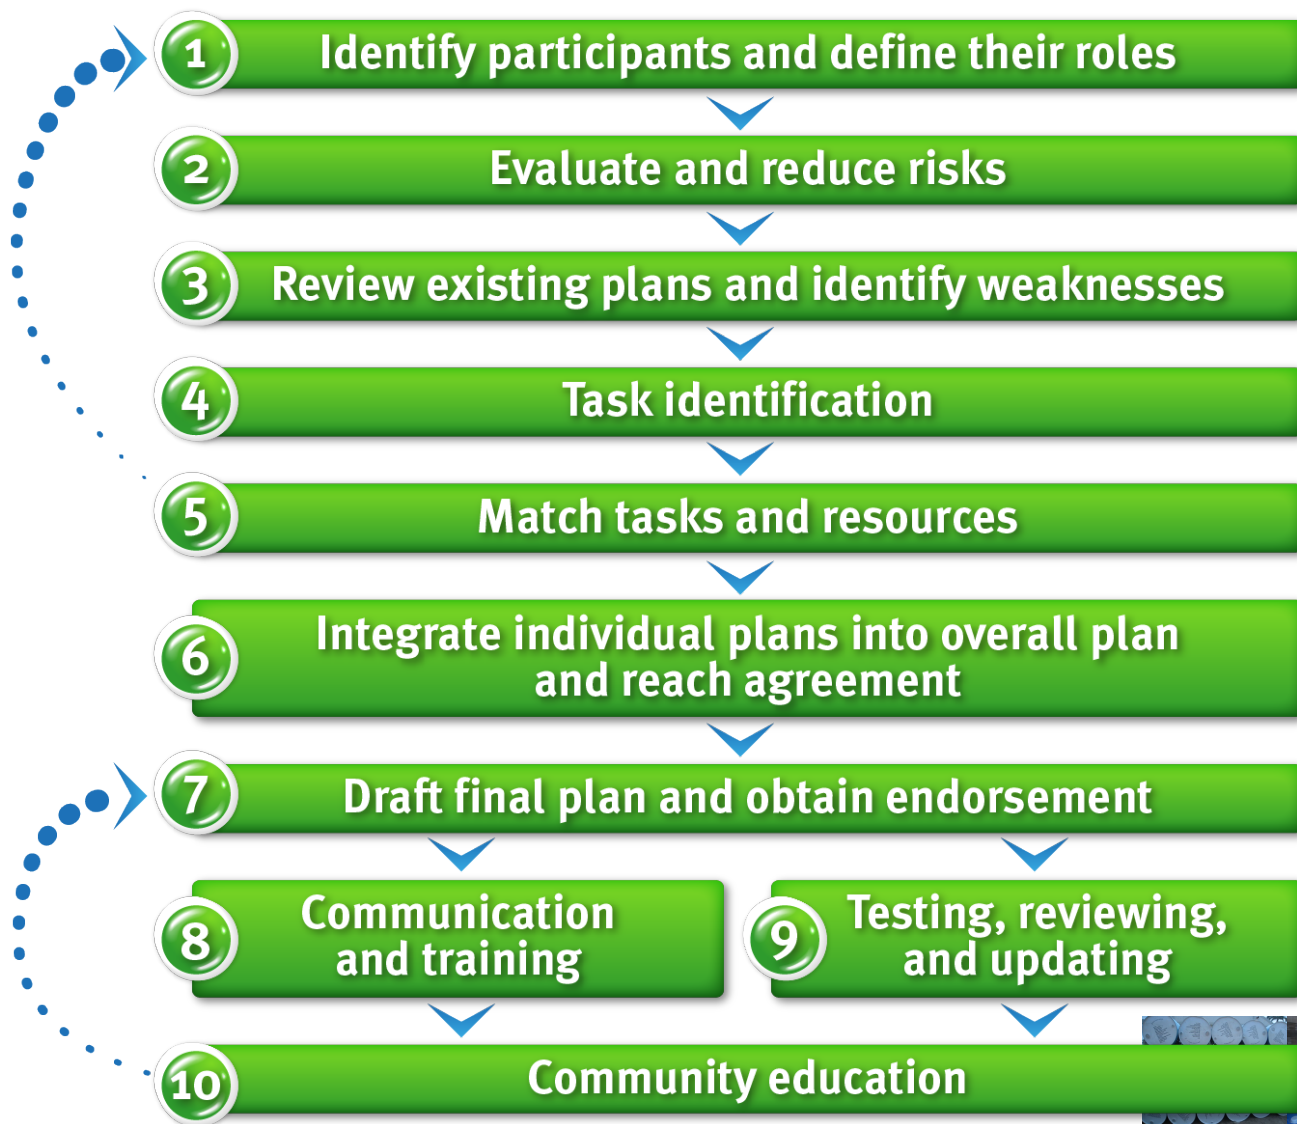 1 Identify participants and define their roles
2 Evaluate and reduce risks
3 Review existing plans and identify weaknesses
4 Task identification
5 Match tasks and resources
6 Integrate individual plans into overall plan
and reach agreement
7 Draft final plan and obtain endorsement
8 Communication
and training
9 Testing, reviewing,
and updating
10 Community education